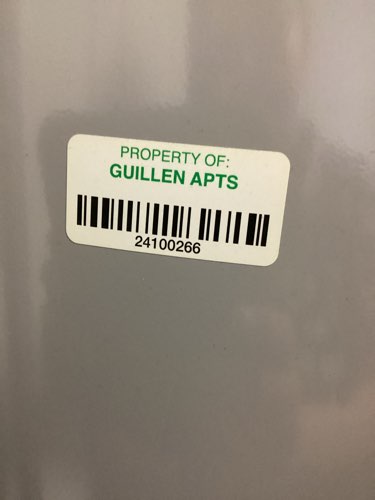 PROPERTY OF:
GUILLEN APTS
24100266